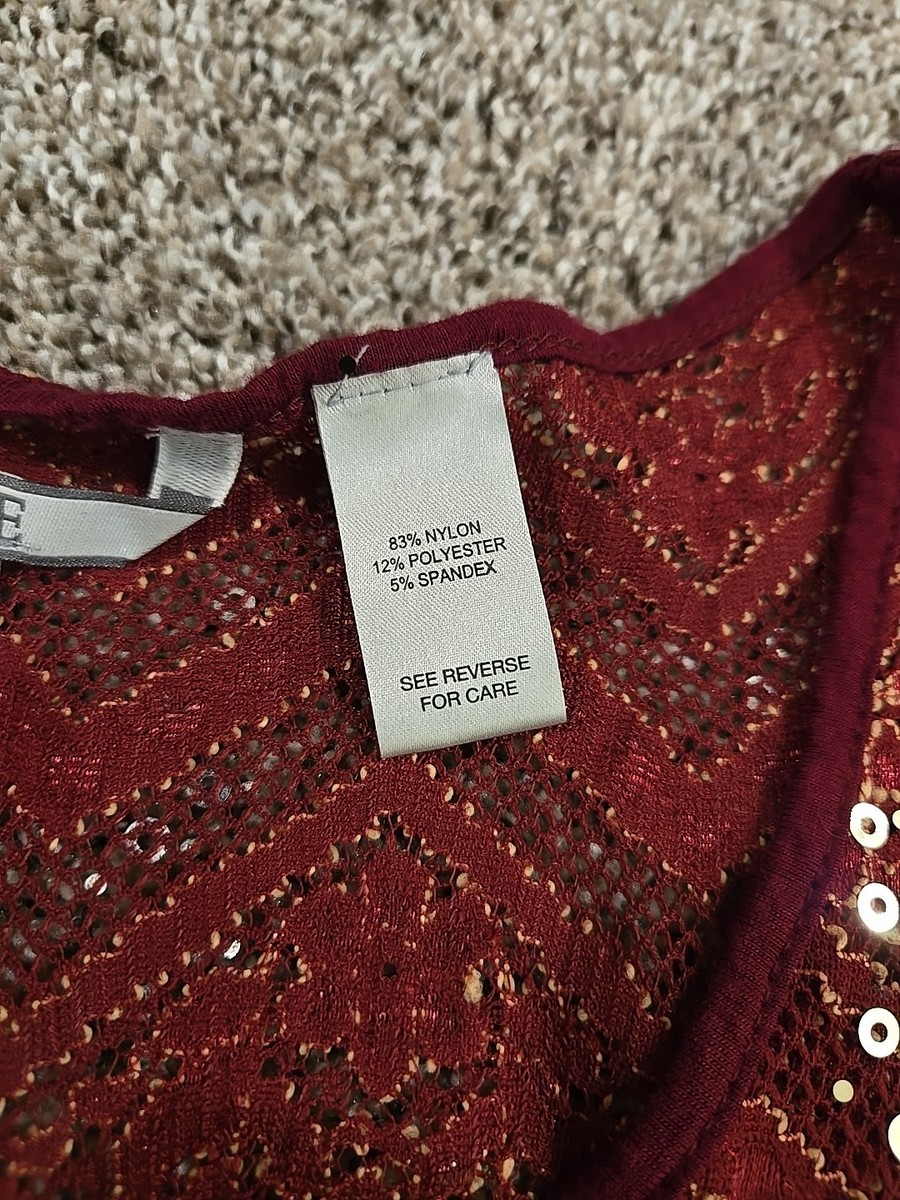 E
83% NYLON
12% POLYESTER
5% SPANDEX
SEE REVERSE
FOR CARE